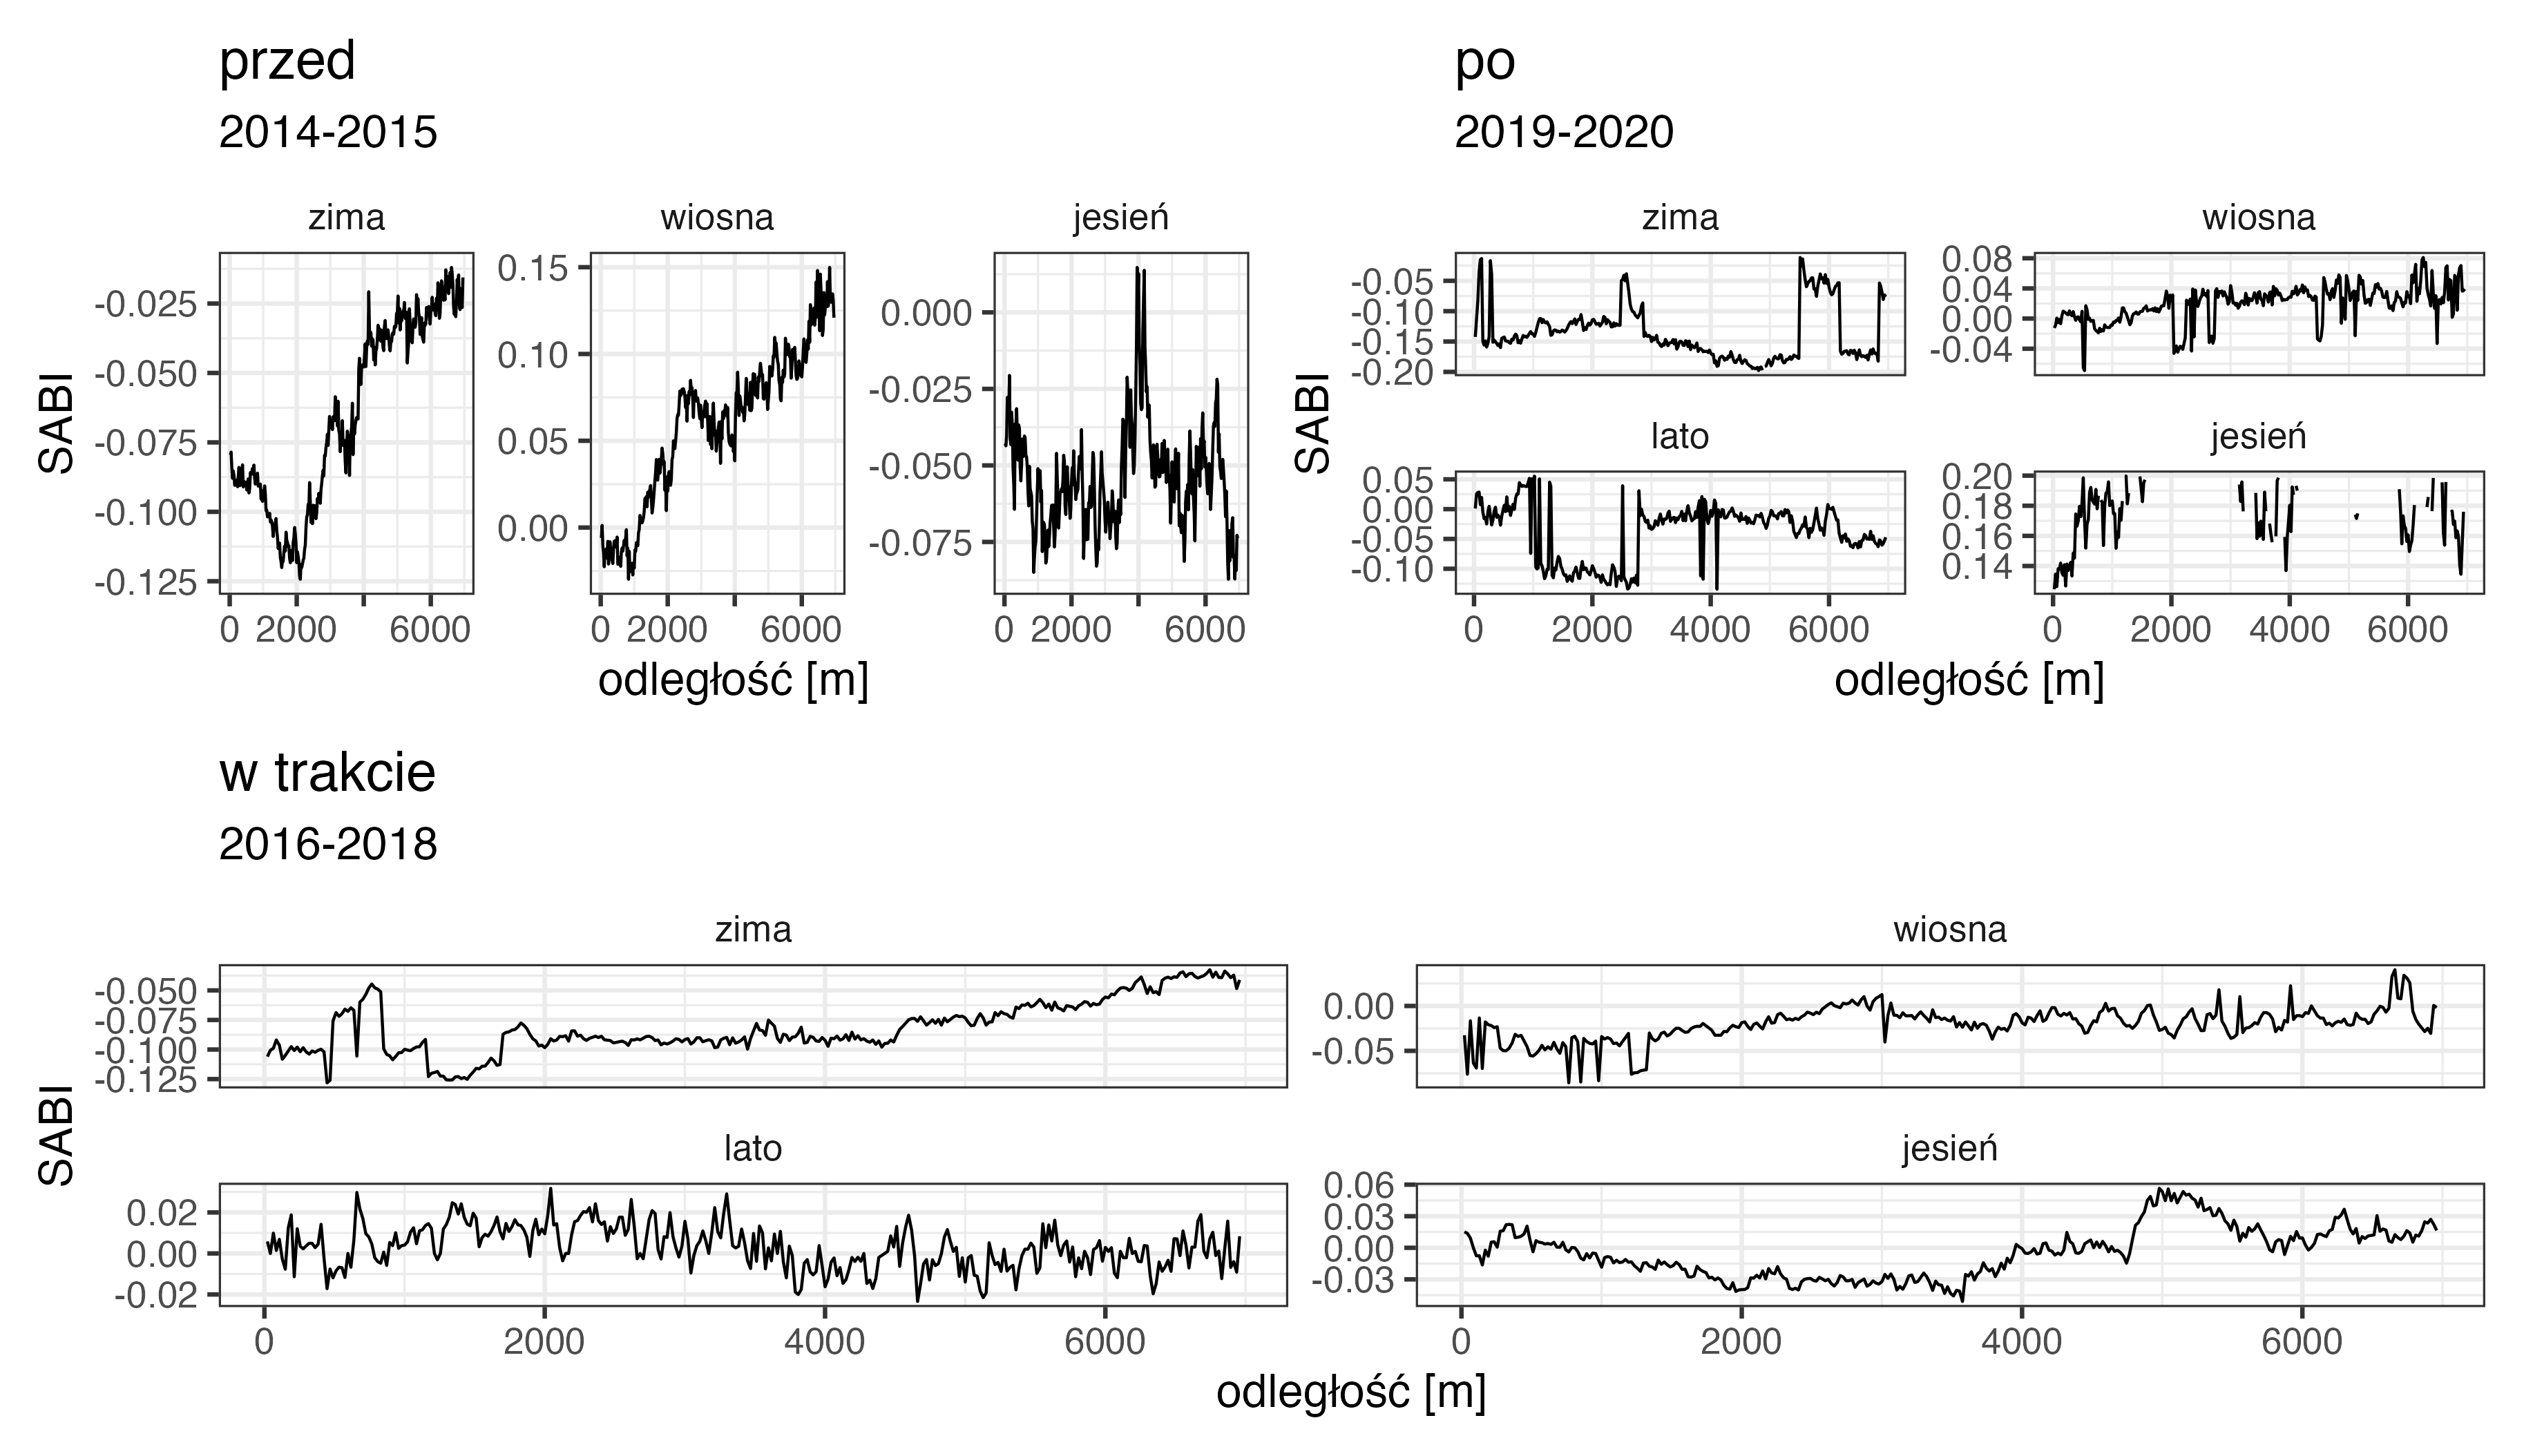 przed
2014-2015
zima
wiosna
jesień
SABI
-0.025
-0.050
-0.075
-0.100
-0.125
0 2000 6000
0.15
0.10
0.05
0.00
0 2000 6000
0.000
-0.025
-0.050
-0.075
0 2000 6000
odległość [m]
po
2019-2020
SABI
zima
-0.05
-0.10
-0.15
-0.20
wiosna
0.08
0.04
0.00
-0.04
lato
0.05
0.00
-0.05
-0.10
0 2000 4000 6000
jesień
0.20
0.18
0.16
0.14
0 2000 4000 6000
odległość [m]
w trakcie
2016-2018
SABI
zima
-0.050
-0.075
-0.100
-0.125
wiosna
0.00
-0.05
lato
0.02
0.00
-0.02
0 2000 4000 6000
jesień
0.06
0.03
0.00
-0.03
0 2000 4000 6000
odległość [m]